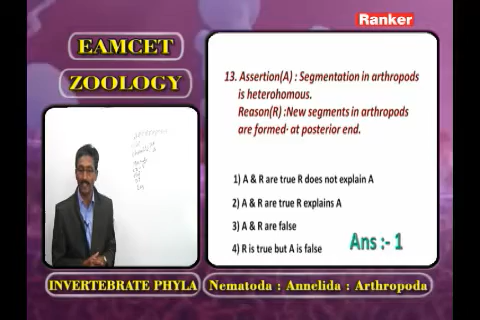 Ranker
EAMCET
ZOOLOGY
13. Assertion(A) : Segmentation in arthropods
is heterohomous.
Reason(R) :New segments in arthropods
are formed at posterior end.
1) A & R are true R does not explain A
2) A & R are true R explains A
3) A & R are false
4) R is true but A is false
Ans :- 1
INVERTEBRATE PHYLA
Nematoda : Annelida : Arthropoda